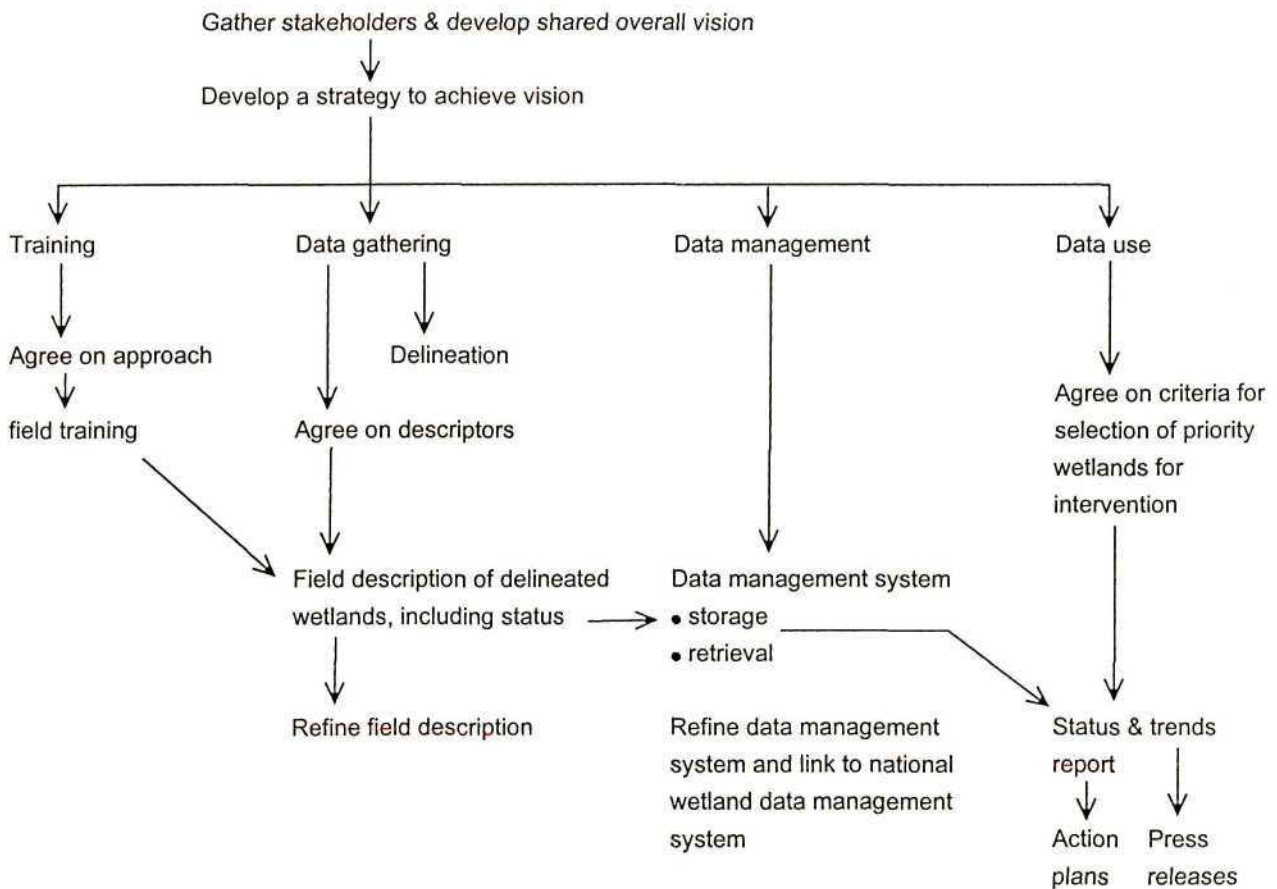 Gather stakeholders & develop shared overall vision
Develop a strategy to achieve vision
Training
Data gathering
Data management
Data use
Agree on approach
Delineation
field training
Agree on descriptors
Agree on criteria for
selection of priority
wetlands for
intervention
Field description of delineated
wetlands, including status
Data management system
• storage
• retrieval
Refine field description
Refine data management
system and link to national
wetland data management
system
Status & trends
report
Action
plans
Press
releases